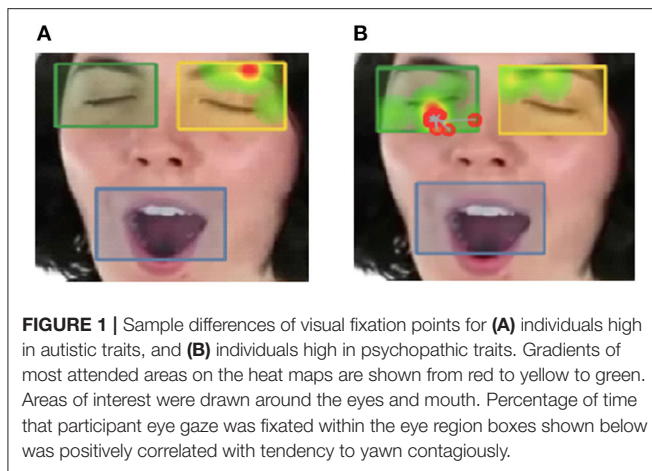 A
B
FIGURE 1 | Sample differences of visual fixation points for (A) individuals high
in autistic traits, and (B) individuals high in psychopathic traits. Gradients of
most attended areas on the heat maps are shown from red to yellow to green.
Areas of interest were drawn around the eyes and mouth. Percentage of time
that participant eye gaze was fixated within the eye region boxes shown below
was positively correlated with tendency to yawn contagiously.